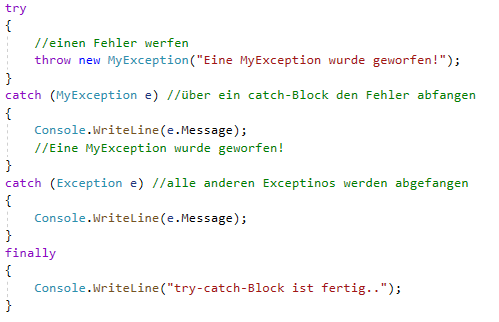 try
{
    //einen Fehler werfen
    throw new MyException("Eine MyException wurde geworfen!");
}
catch (MyException e) //über ein catch-Block den Fehler abfangen
{
    Console.WriteLine(e.Message);
    //Eine MyException wurde geworfen!
}
catch (Exception e) //alle anderen Exceptinos werden abgefangen
{
    Console.WriteLine(e.Message);
}
finally
{
    Console.WriteLine("try-catch-Block ist fertig..");
}